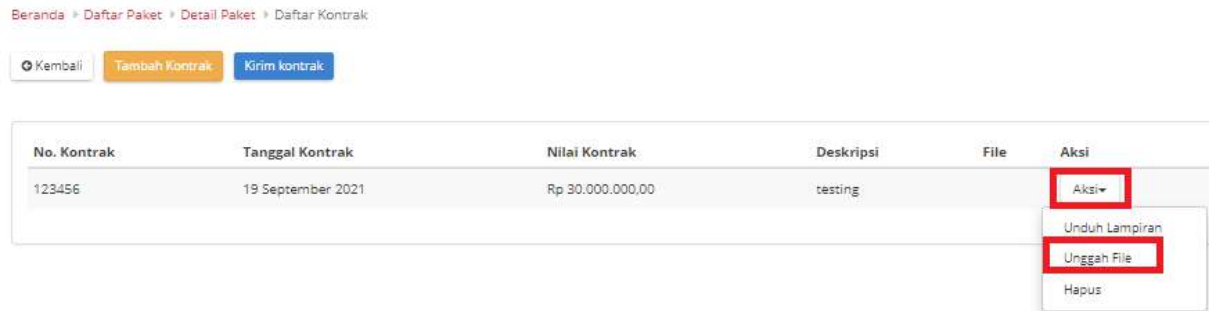 Beranda Daftar Paket Detail Paket Daftar Kontrak
Kembali Tambah Kontrak Kirim kontrak
No. Kontrak Tanggal Kontrak Nilai Kontrak Deskripsi File Aksi
123456 19 September 2021 Rp 30.000.000,00 testing Aksi
Unduh Lampiran
Unggah File
Hapus